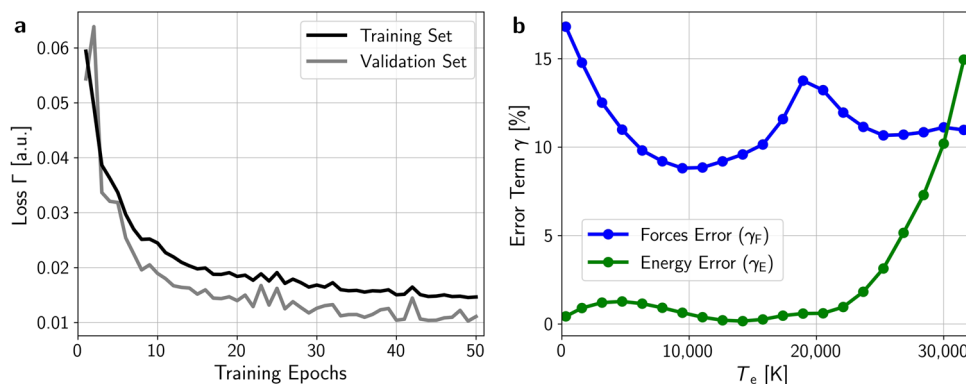 a
Training Set
Validation Set
Loss Γ [a.u.]
0.06
0.05
0.04
0.03
0.02
0.01
0 10 20 30 40 50
Training Epochs
b
Error Term γ [%]
15
10
5
0
Forces Error (γF)
Energy Error (γE)
0 10,000 20,000 30,000
Te [K]